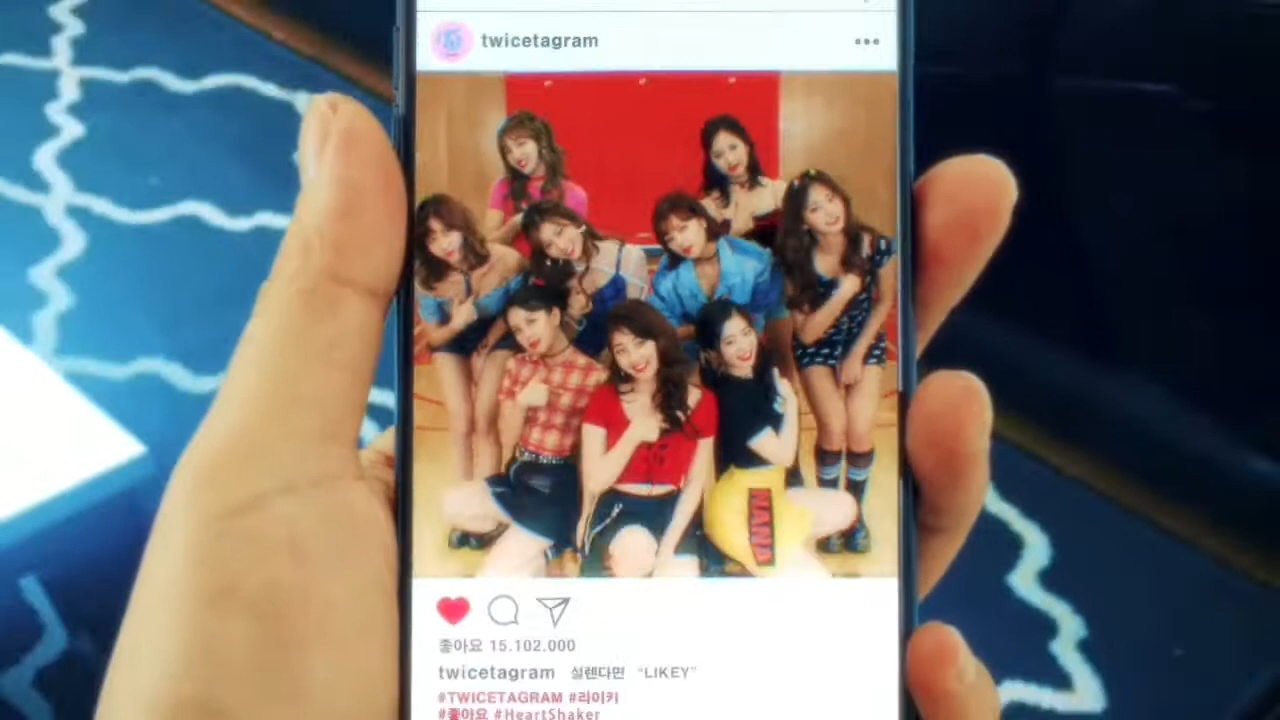 twicetagram
NANA
좋아요 15.102.000
twicetagram 설렌다면 “LIKEY”
#TWICETAGRAM #라이키
#좋아요 #HeartShaker